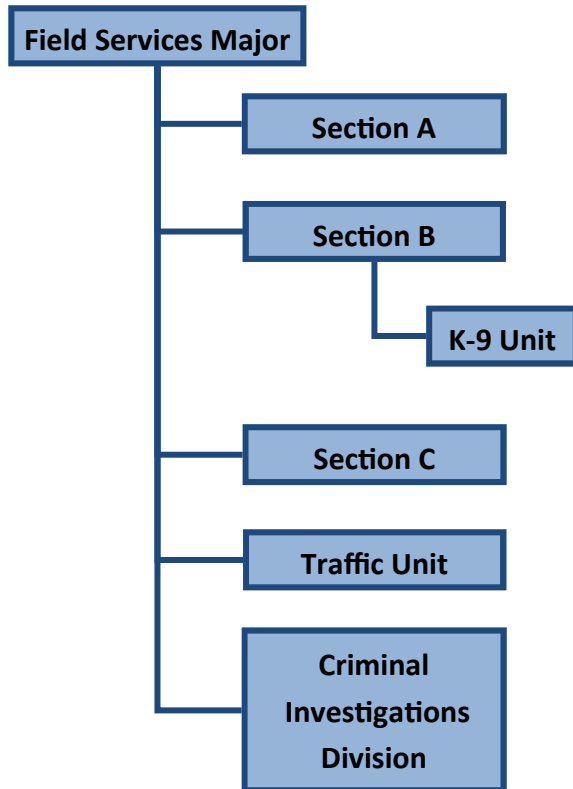 Field Services Major
Section A
Section B
K-9 Unit
Section C
Traffic Unit
Criminal
Investigations
Division